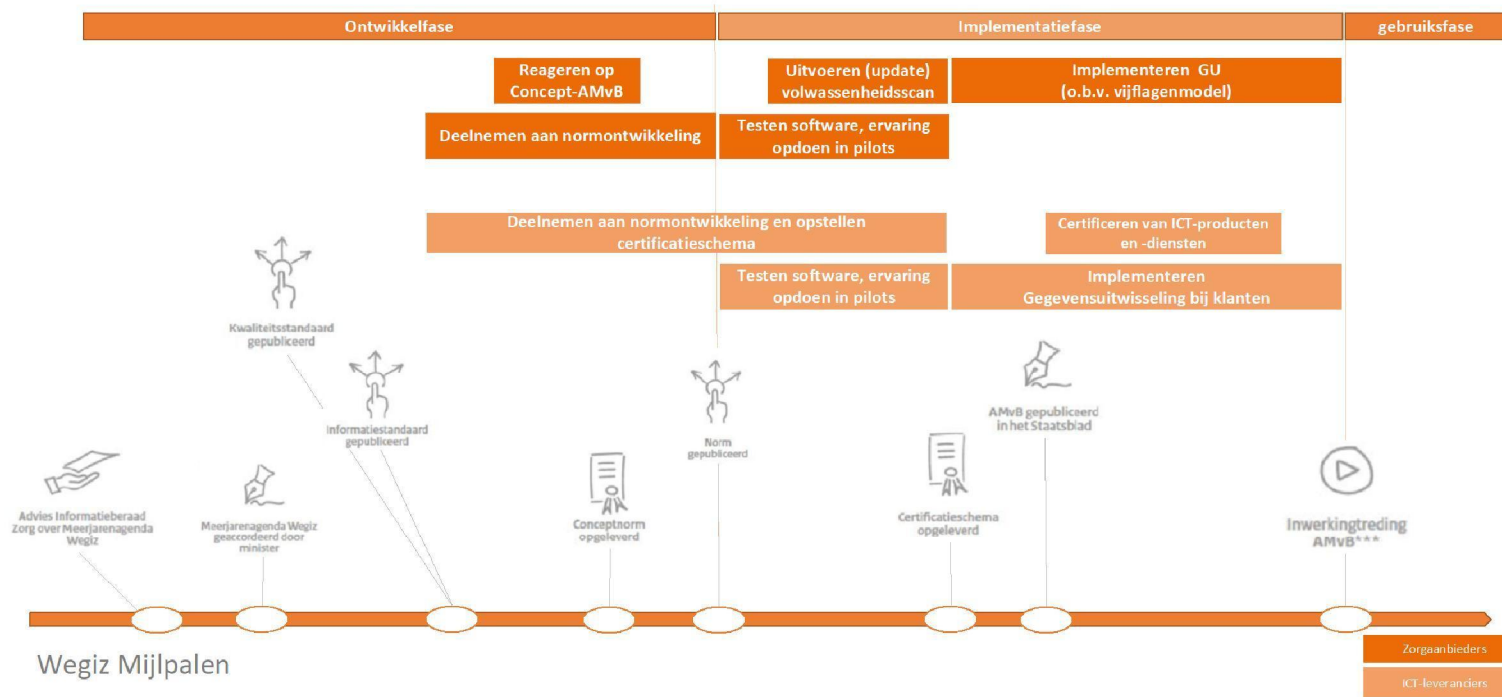 Ontwikkelfase
Implementatiefase
gebruiksfase
Reageren op
Concept-AMvB
Uitvoeren (update)
volwassenheidsscan
Implementeren GU
(o.b.v. vijflagenmodel)
Deelnemen aan normontwikkeling
Testen software, ervaring
opdoen in pilots
Deelnemen aan normontwikkeling en opstellen
certificatieschema
Certificeren van ICT-producten
en -diensten
Testen software, ervaring
opdoen in pilots
Implementeren
Gegevensuitwisseling bij klanten
Kwaliteitsstandaard
gepubliceerd
Informatiestandaard
gepubliceerd
Norm
gepubliceerd
AMvB gepubliceerd
in het Staatsblad
Advies Informatieberaad
Zorg over Meerjarenagenda
Wegiz
Meerjarenagenda Wegiz
geaccordeerd door
minister
Conceptnorm
opgeleverd
Certificatieschema
opgeleverd
Inwerkingtreding
AMvB***
Wegiz Mijlpalen
Zorgaanbieders
ICT-leveranciers